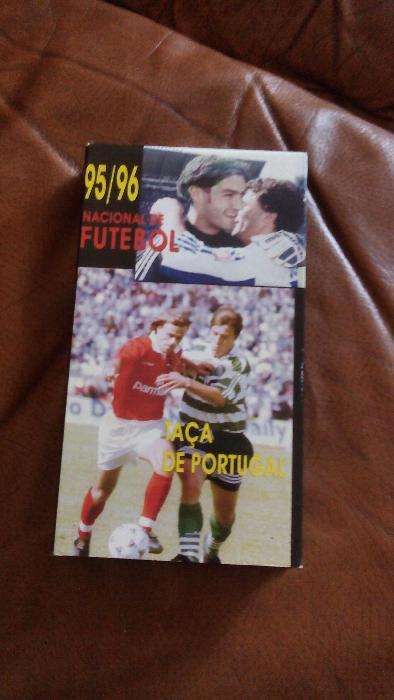 95/96
NACIONAL DE
FUTEBOL
TAÇA
DE PORTUGAL